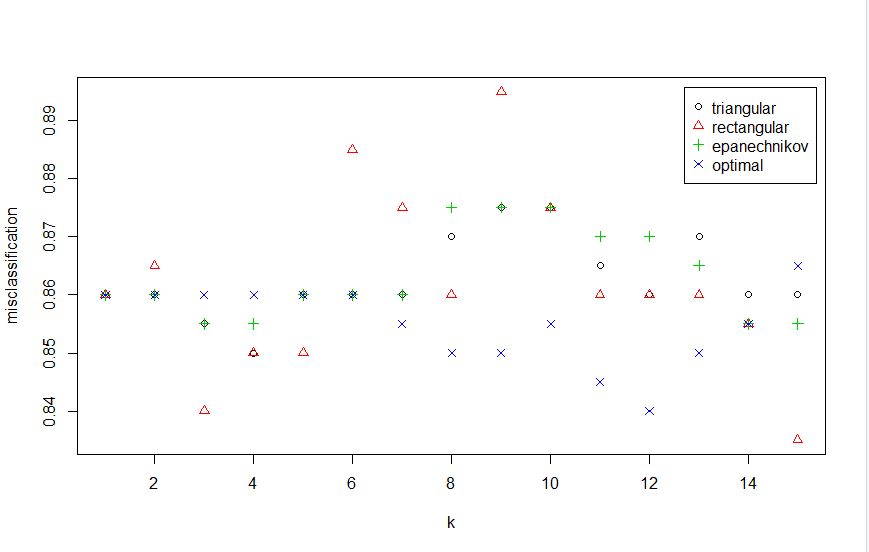 triangular
rectangular
epanechnikov
optimal
misclassification
0.89
0.88
0.87
0.86
0.85
0.84
2 4 6 8 10 12 14
k